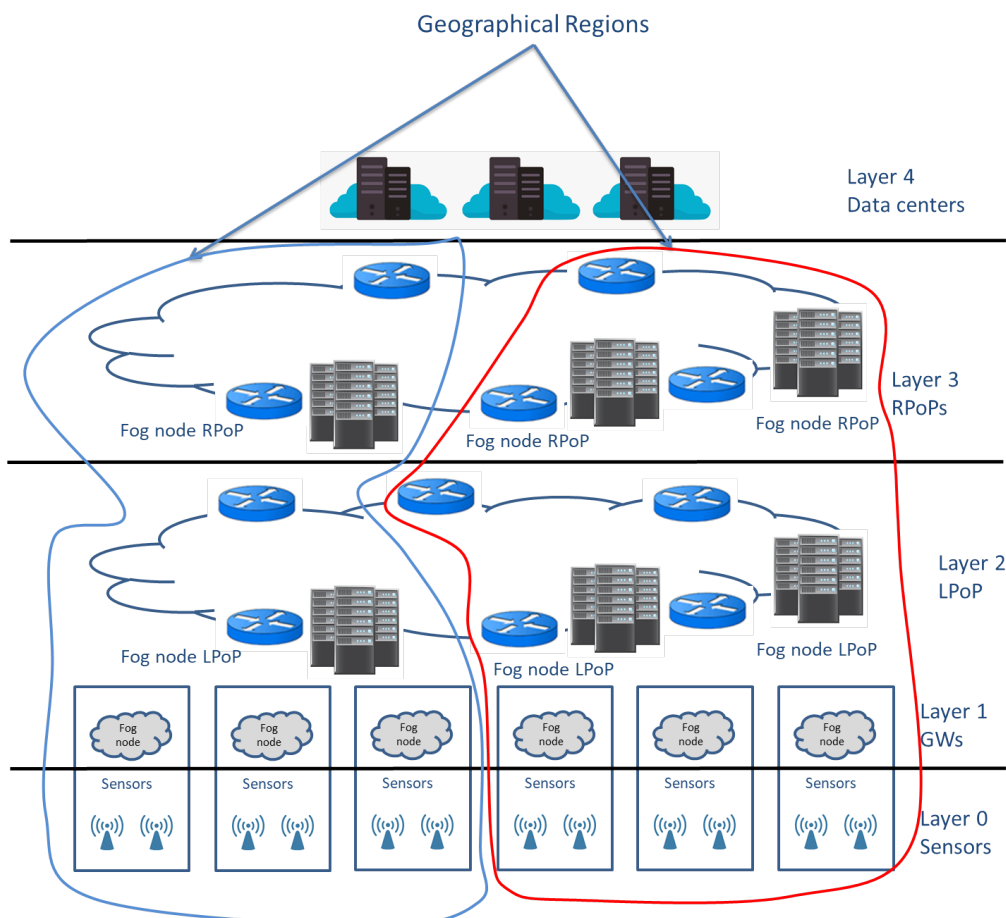 Geographical Regions
Layer 4
Data centers
Layer 3
RPoPs
Fog node RPoP
Fog node RPoP
Fog node RPoP
Layer 2
LPoP
Fog node LPoP
Fog node LPoP
Fog node LPoP
Fog
node
Fog
node
Fog
node
Fog
node
Fog
node
Fog
node
Layer 1
GWs
Sensors
Sensors
Sensors
Sensors
Sensors
Sensors
Layer 0
Sensors